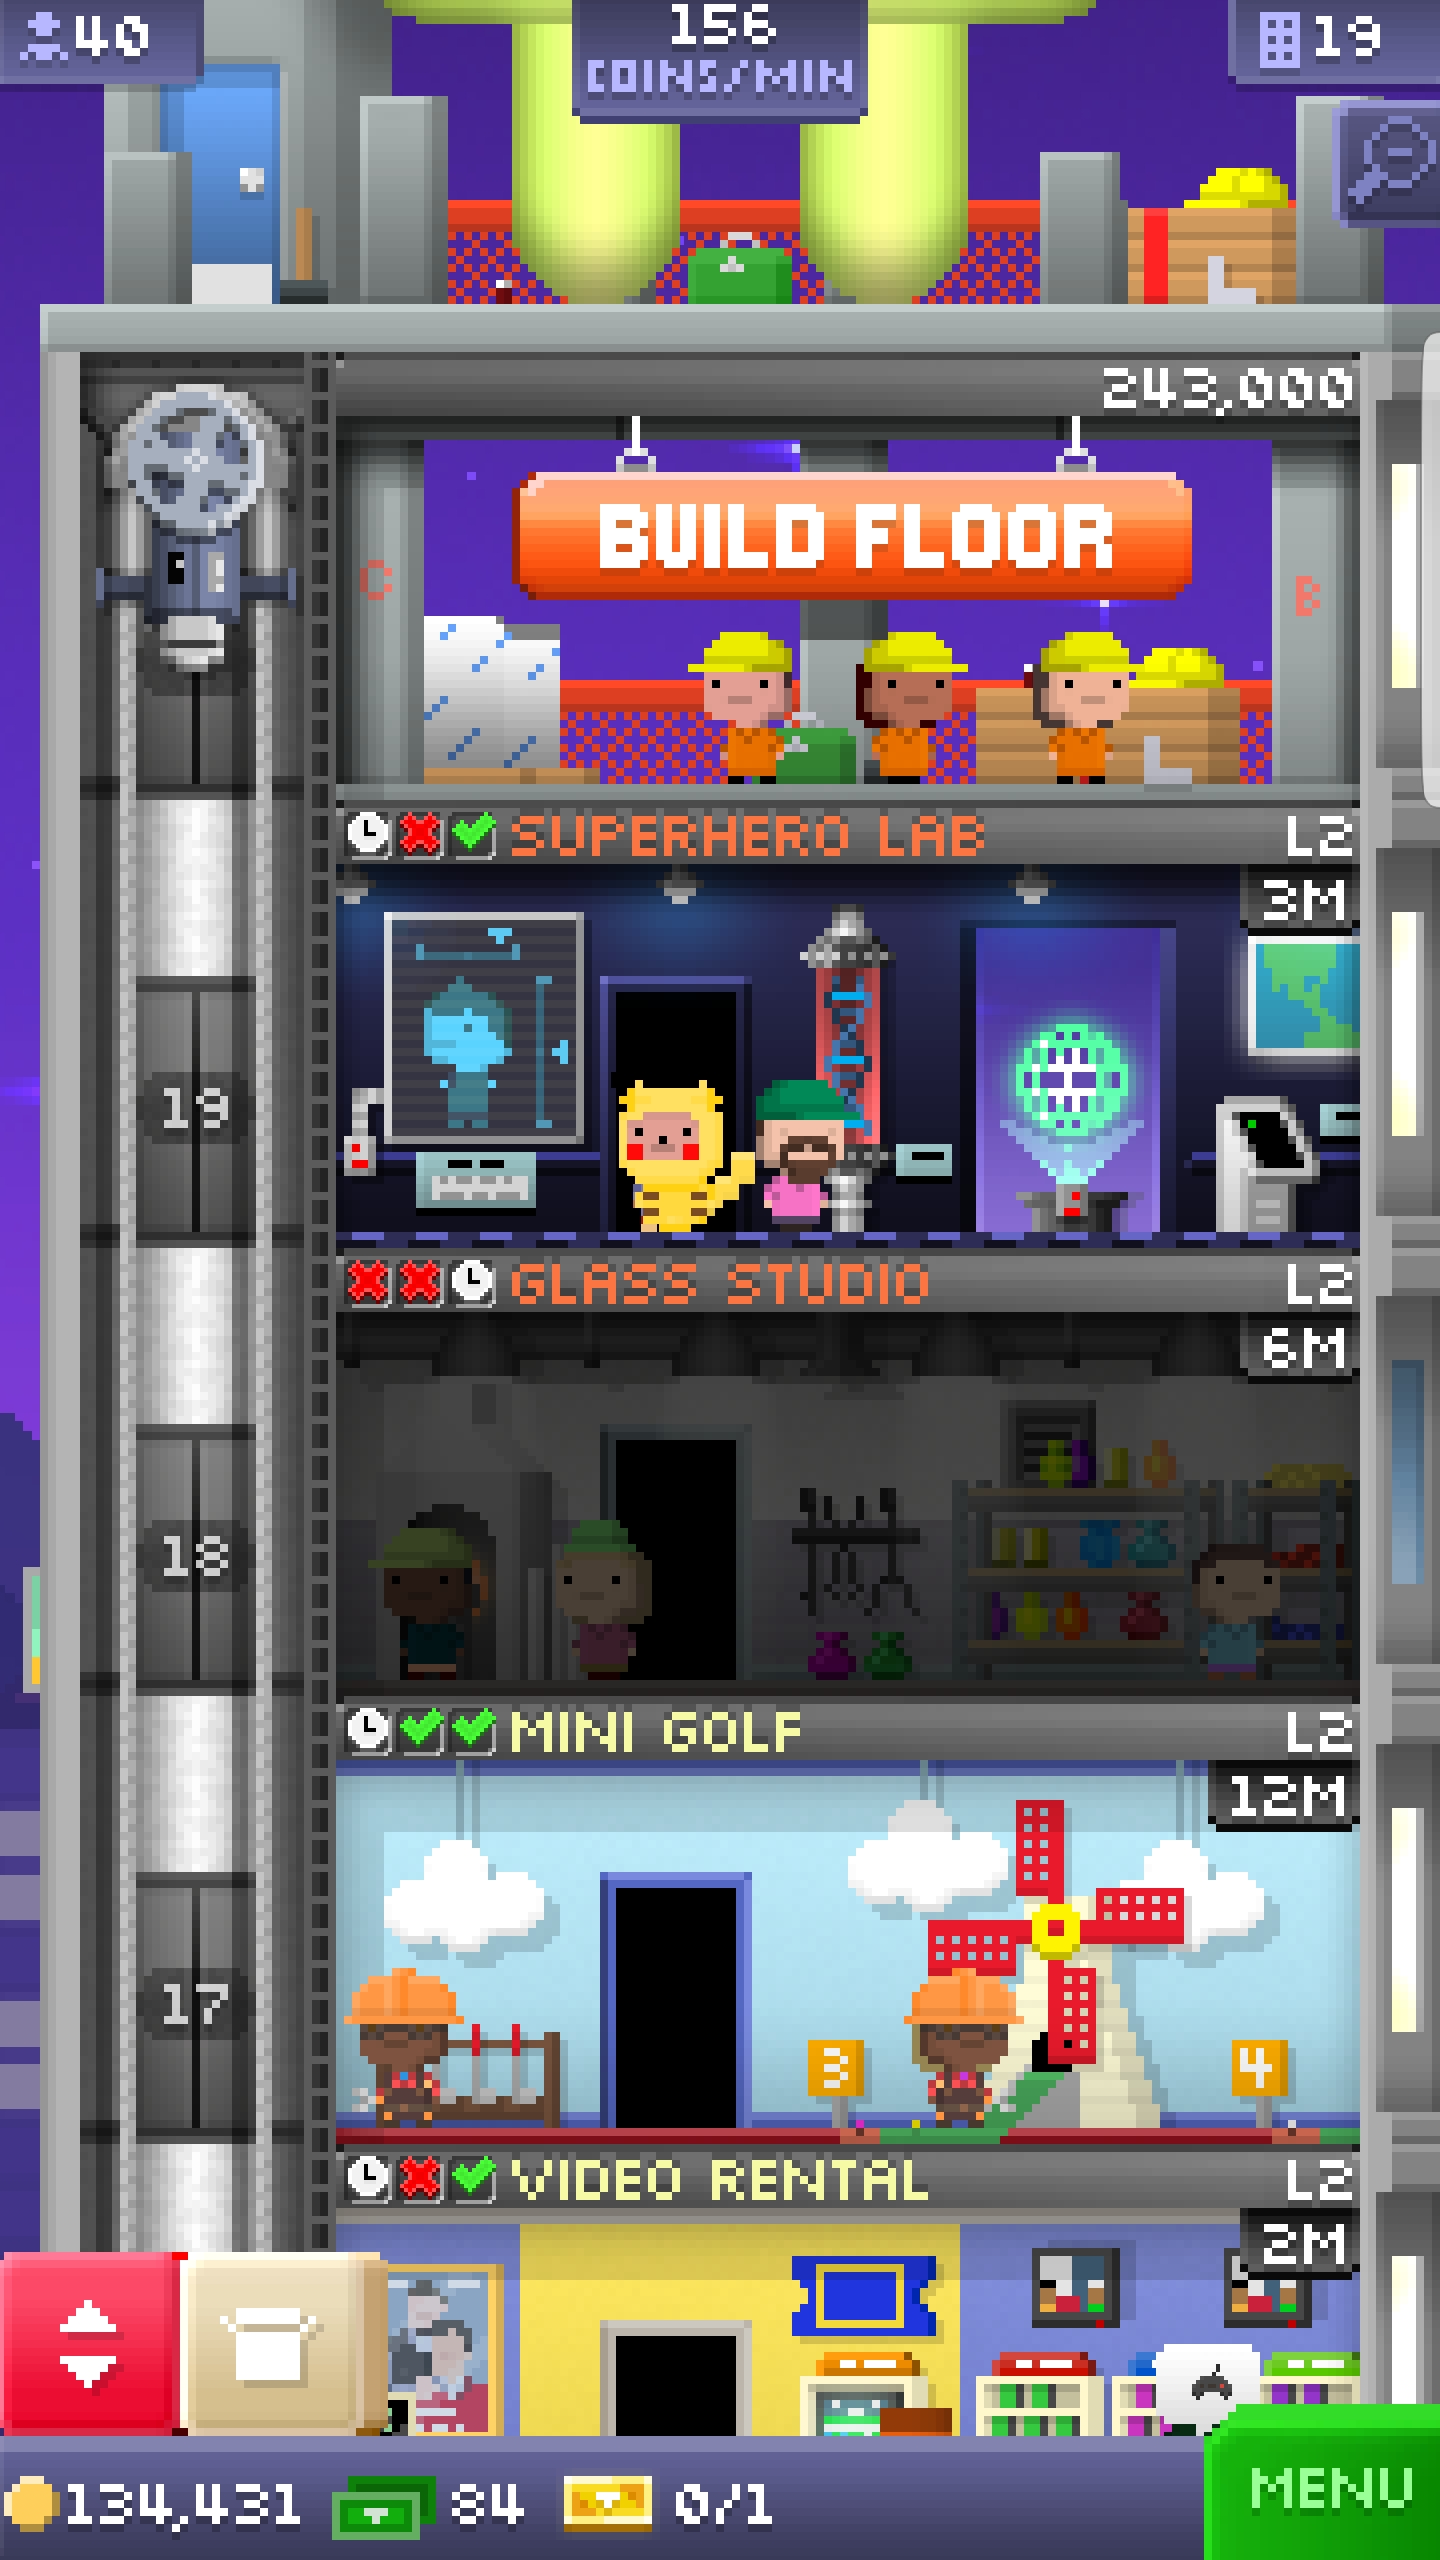 40
156
COINS/MIN
19
243,000
BUILD FLOOR
C
B
SUPERHERO LAB
L2
3M
19
GLASS STUDIO
L2
6M
18
MINI GOLF
L2
12M
17
3
4
VIDEO RENTAL
L2
2M
134,431
84
0/1
MENU